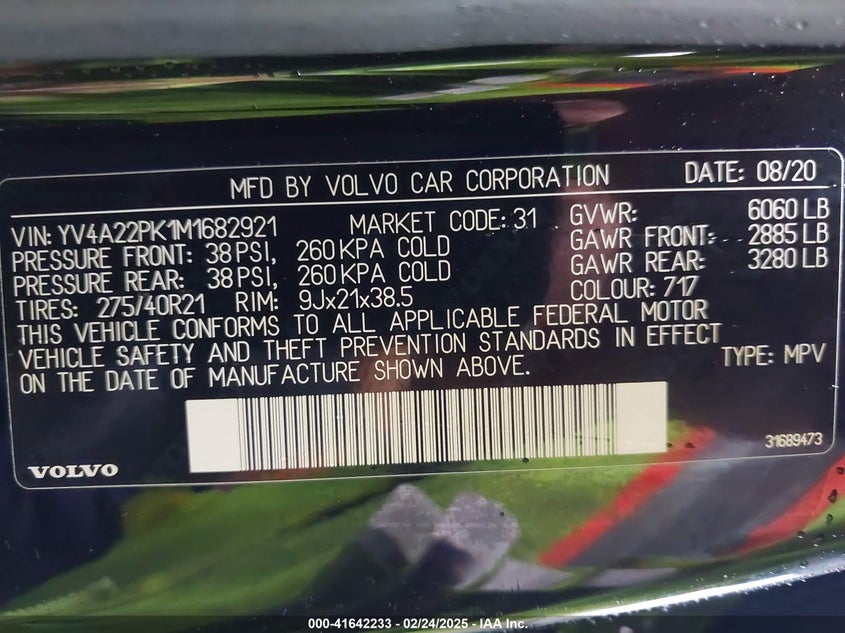 MFD BY VOLVO CAR CORPORATION DATE: 08/20
VIN: YV4A22PK1M1682921 MARKET CODE: 31 GVWR: 6060 LB
PRESSURE FRONT: 38 PSI, 260 KPA COLD GAWR FRONT: 2885 LB
PRESSURE REAR: 38 PSI, 260 KPA COLD GAWR REAR: 3280 LB
TIRES: 275/40R21 RIM: 9Jx21x38.5 COLOUR: 717
THIS VEHICLE CONFORMS TO ALL APPLICABLE FEDERAL MOTOR
VEHICLE SAFETY AND THEFT PREVENTION STANDARDS IN EFFECT
ON THE DATE OF MANUFACTURE SHOWN ABOVE. TYPE: MPV
31689473
VOLVO
000-41642233 - 02/24/2025 - IAA Inc.